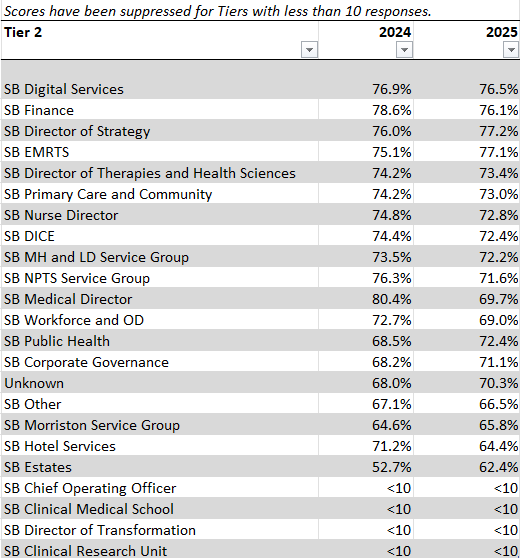 Scores have been suppressed for Tiers with less than 10 responses.
Tier 2 2024 2025
SB Digital Services 76.9% 76.5%
SB Finance 78.6% 76.1%
SB Director of Strategy 76.0% 77.2%
SB EMRTS 75.1% 77.1%
SB Director of Therapies and Health Sciences 74.2% 73.4%
SB Primary Care and Community 74.2% 73.0%
SB Nurse Director 74.8% 72.8%
SB DICE 74.4% 72.4%
SB MH and LD Service Group 73.5% 72.2%
SB NPTS Service Group 76.3% 71.6%
SB Medical Director 80.4% 69.7%
SB Workforce and OD 72.7% 69.0%
SB Public Health 68.5% 72.4%
SB Corporate Governance 68.2% 71.1%
Unknown 68.0% 70.3%
SB Other 67.1% 66.5%
SB Morriston Service Group 64.6% 65.8%
SB Hotel Services 71.2% 64.4%
SB Estates 52.7% 62.4%
SB Chief Operating Officer <10 <10
SB Clinical Medical School <10 <10
SB Director of Transformation <10 <10
SB Clinical Research Unit <10 <10